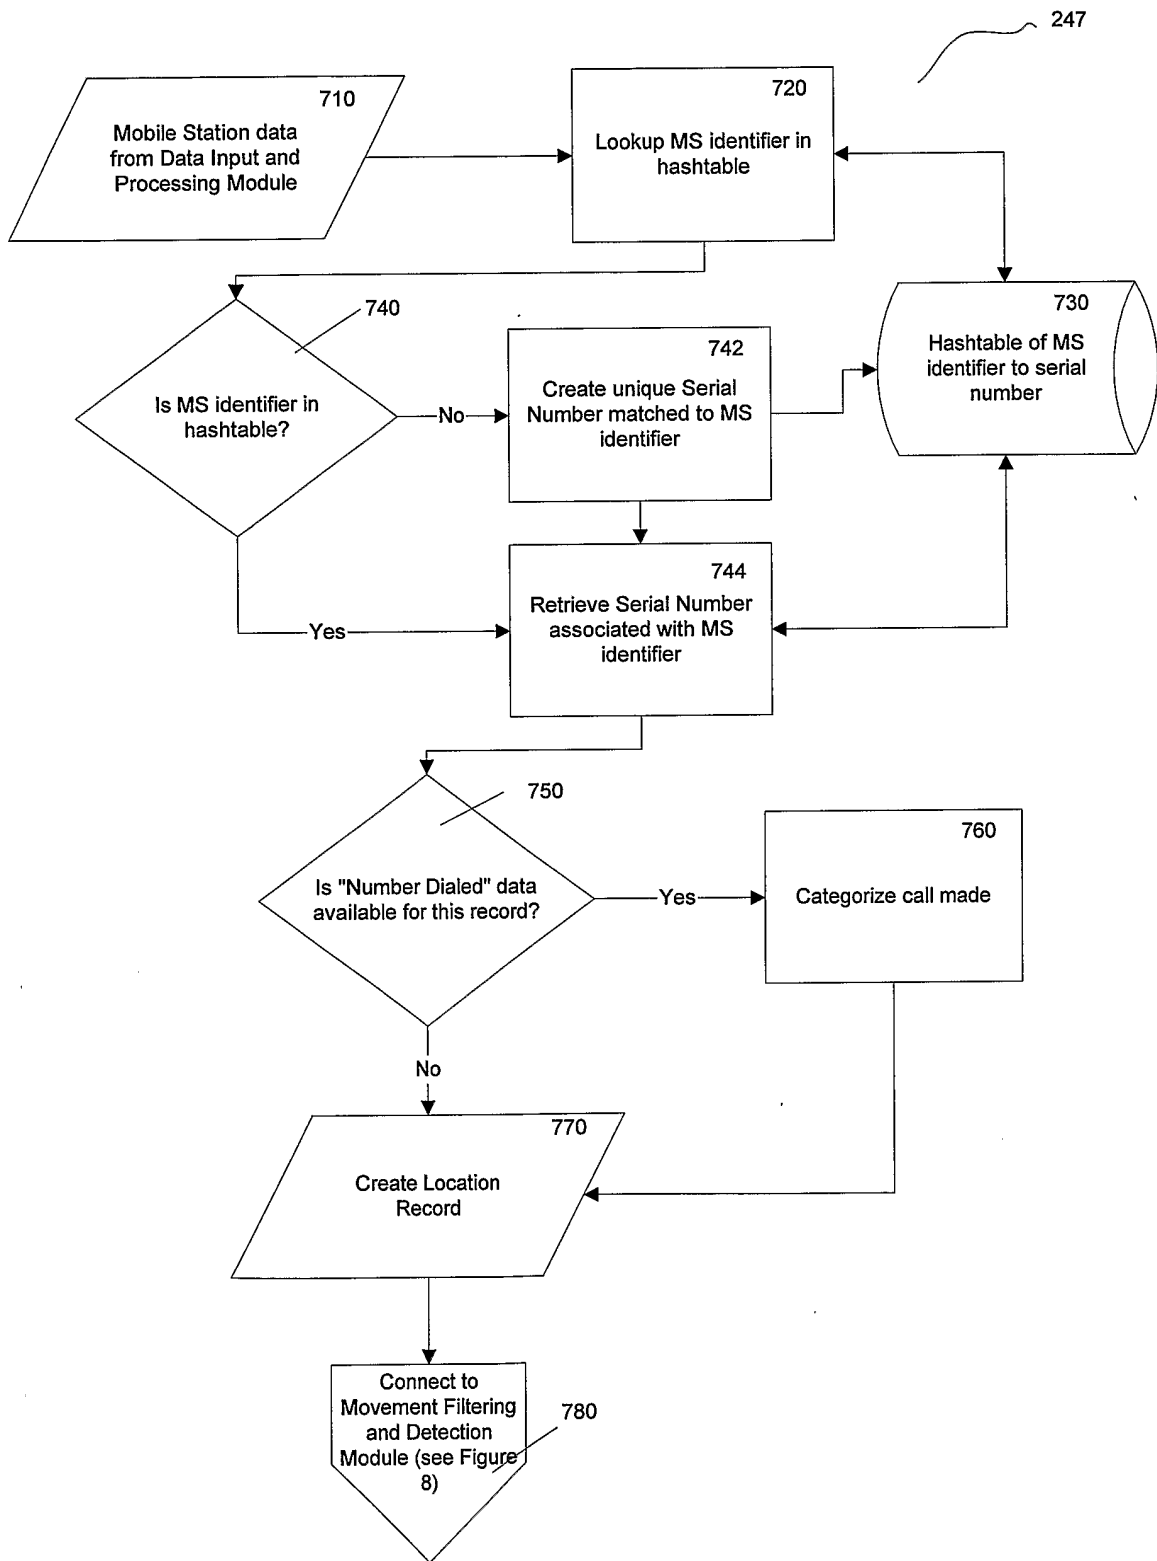 247
710
Mobile Station data
from Data Input and
Processing Module
720
Lookup MS identifier in
hashtable
730
Hashtable of MS
identifier to serial
number
740
Is MS identifier in
hashtable?
No
742
Create unique Serial
Number matched to MS
identifier
744
Retrieve Serial Number
associated with MS
identifier
Yes
750
Is "Number Dialed" data
available for this record?
Yes
760
Categorize call made
No
770
Create Location
Record
Connect to
Movement Filtering
and Detection
Module (see Figure
8)
780